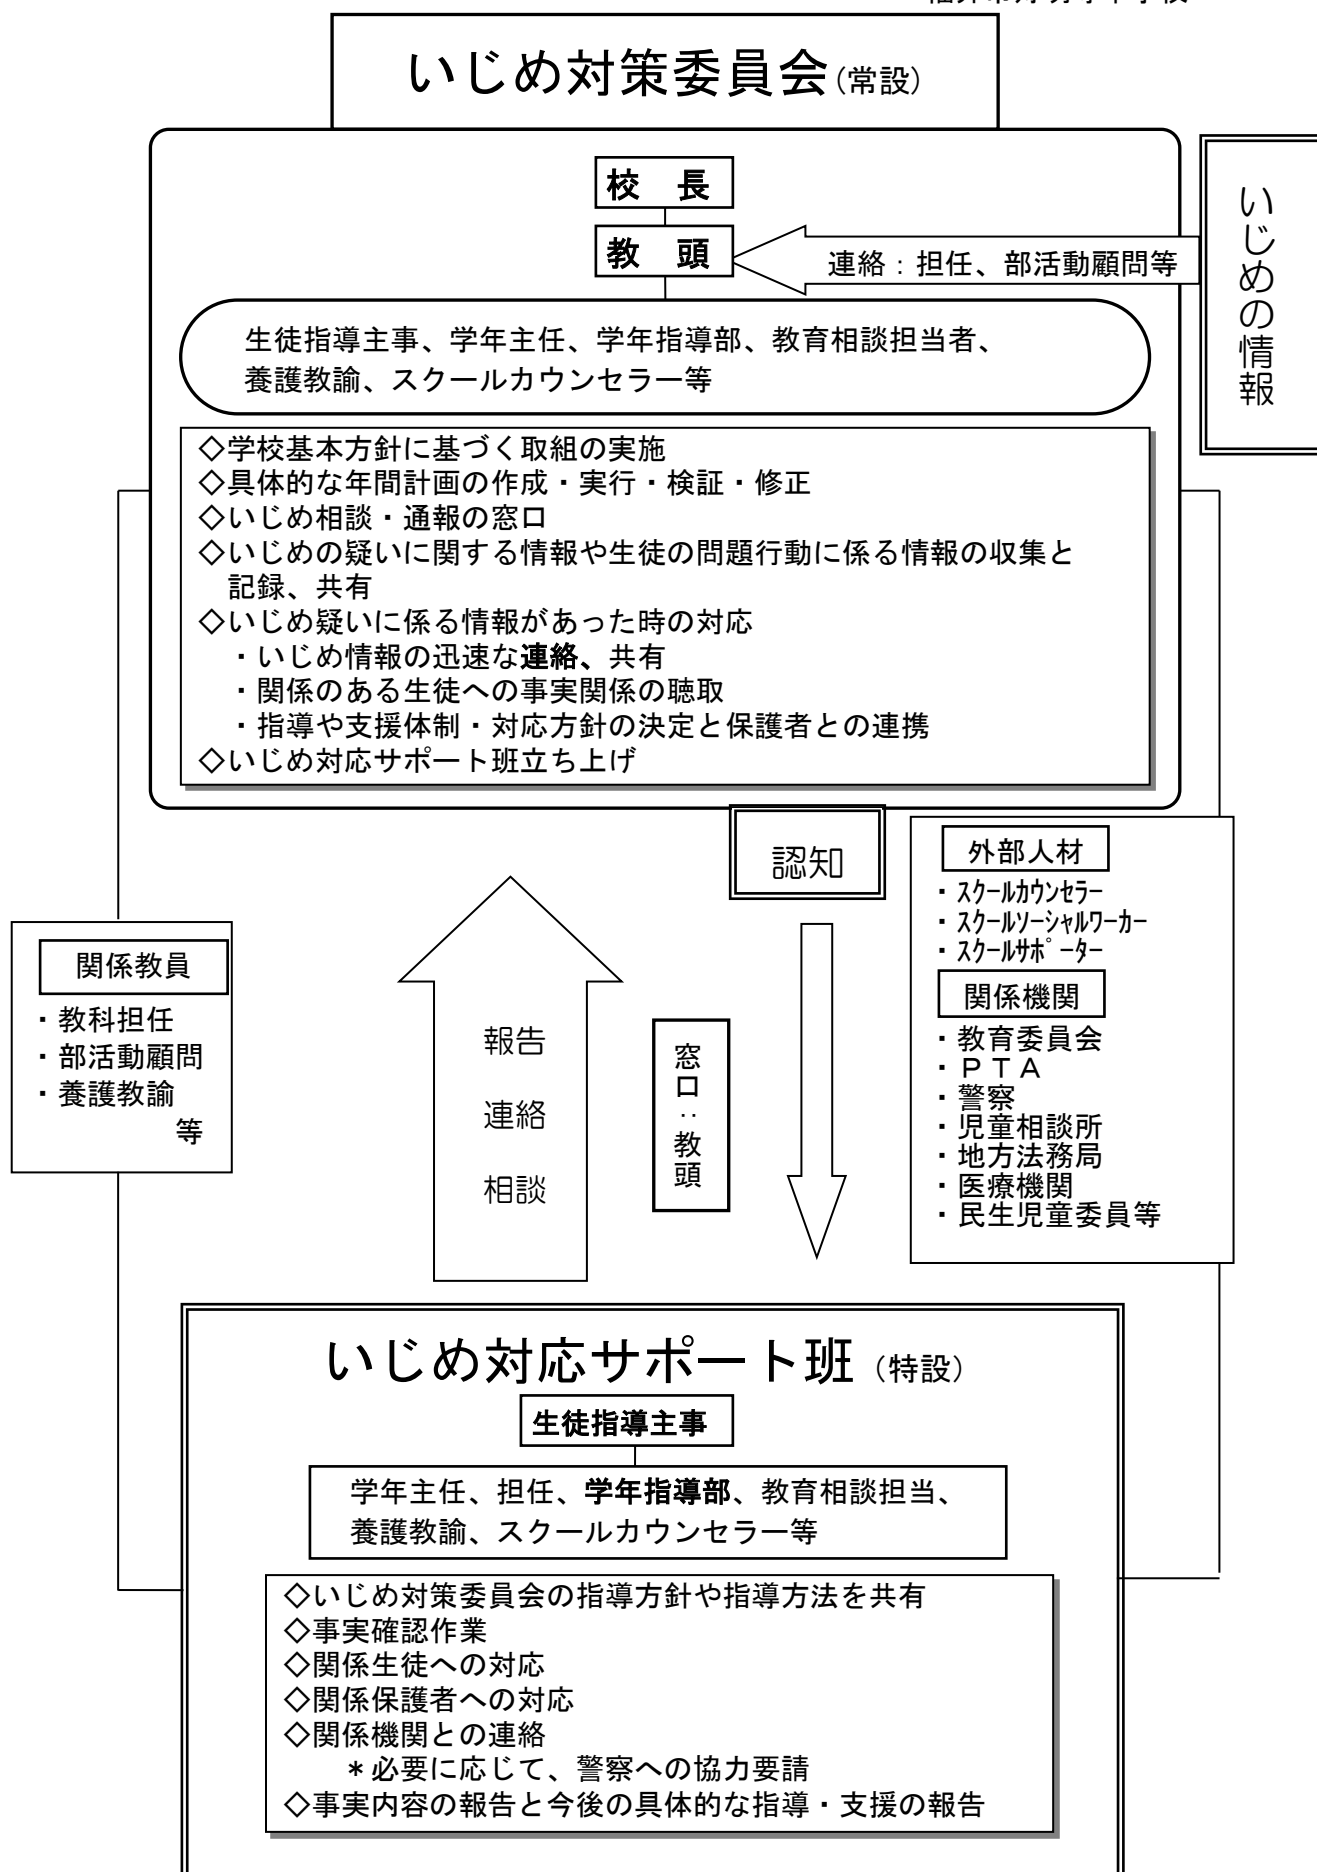 いじめ対策委員会(常設)
校　長
教　頭
連絡：担任、部活動顧問等
いじめの情報
生徒指導主事、学年主任、学年指導部、教育相談担当者、
養護教諭、スクールカウンセラー等
◇学校基本方針に基づく取組の実施
◇具体的な年間計画の作成・実行・検証・修正
◇いじめ相談・通報の窓口
◇いじめの疑いに関する情報や生徒の問題行動に係る情報の収集と
記録、共有
◇いじめ疑いに係る情報があった時の対応
・いじめ情報の迅速な連絡、共有
・関係のある生徒への事実関係の聴取
・指導や支援体制・対応方針の決定と保護者との連携
◇いじめ対応サポート班立ち上げ
認知
外部人材
・ｽｸｰﾙｶｳﾝｾﾗｰ
・ｽｸｰﾙｿｰｼｬﾙﾜｰｶｰ
・ｽｸｰﾙｻﾎﾟｰﾀｰ
関係機関
・教育委員会
・ＰＴＡ
・警察
・児童相談所
・地方法務局
・医療機関
・民生児童委員等
関係教員
・教科担任
・部活動顧問
・養護教諭
等
報告
連絡
相談
窓口：教頭
いじめ対応サポート班（特設）
生徒指導主事
学年主任、担任、学年指導部、教育相談担当、
養護教諭、スクールカウンセラー等
◇いじめ対策委員会の指導方針や指導方法を共有
◇事実確認作業
◇関係生徒への対応
◇関係保護者への対応
◇関係機関との連絡
＊必要に応じて、警察への協力要請
◇事実内容の報告と今後の具体的な指導・支援の報告